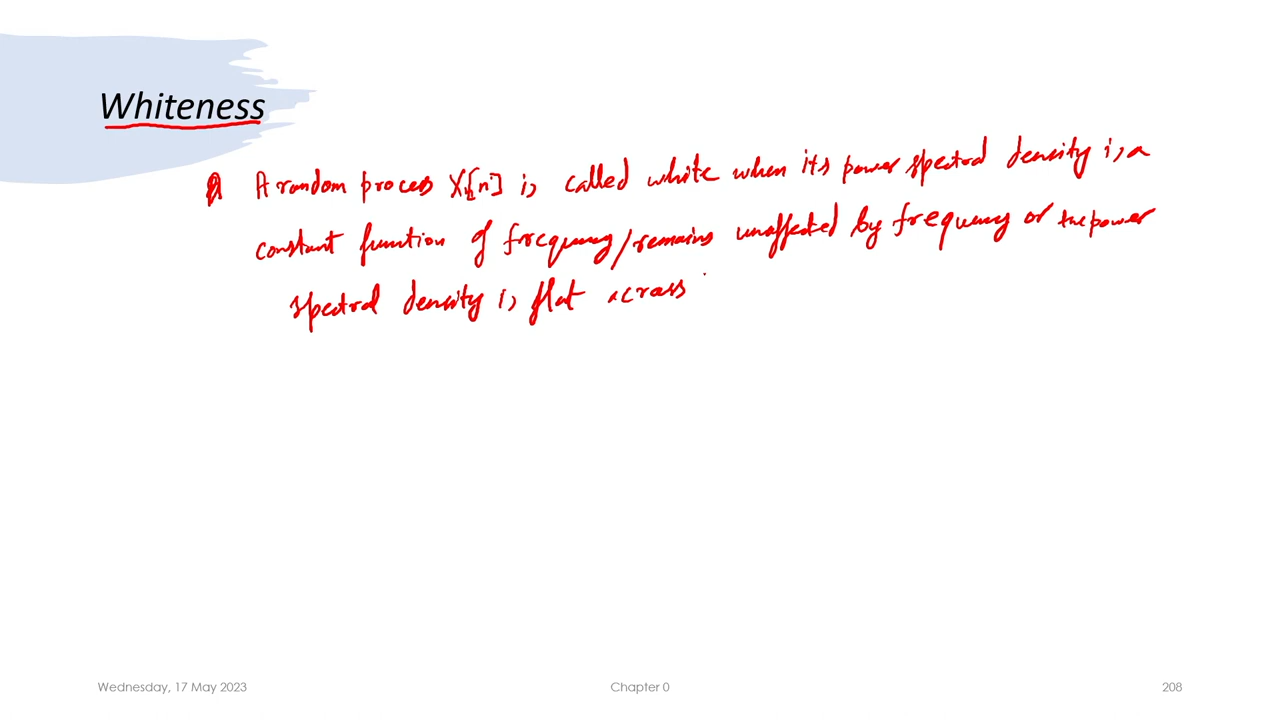 Whiteness
A random process X[n] is called white when its power spectral density is a
constant function of frequency/remains unaffected by frequency or the power
spectral density is flat across
Wednesday, 17 May 2023
Chapter 0
208